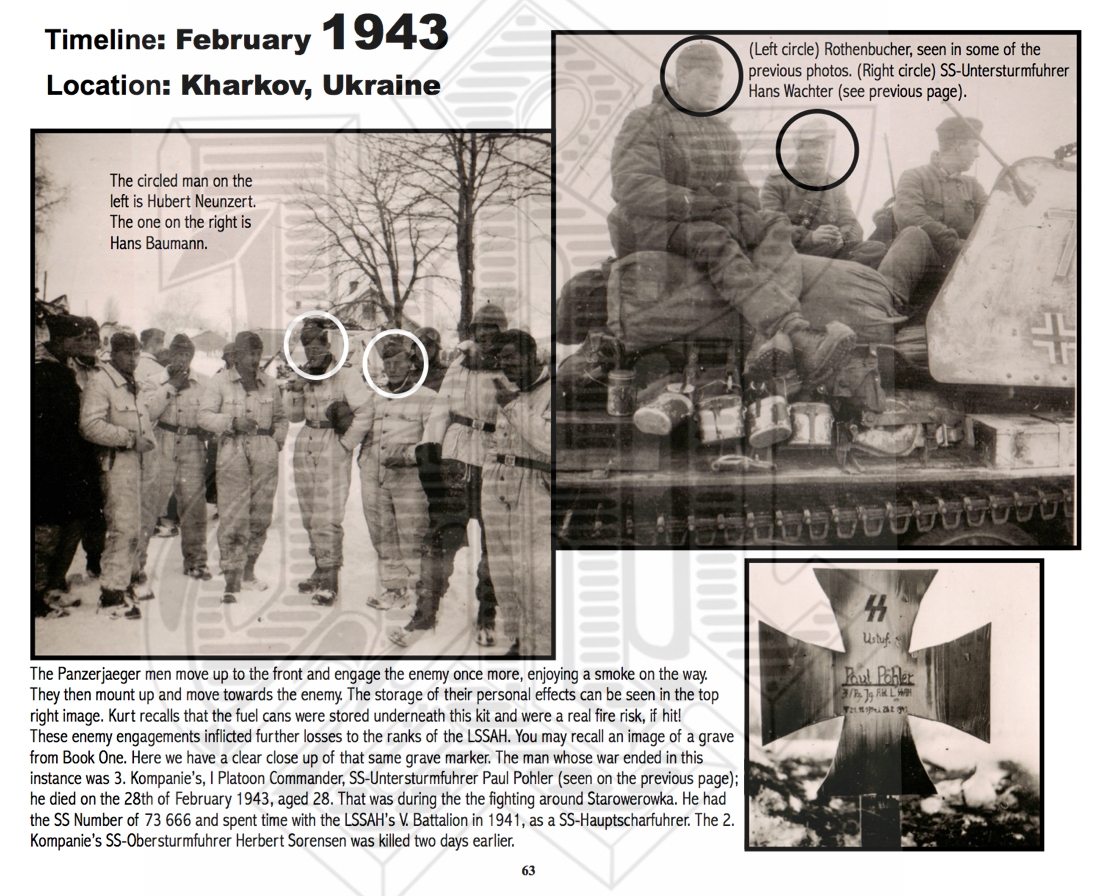 Timeline: February 1943
Location: Kharkov, Ukraine
(Left circle) Rothenbucher, seen in some of the
previous photos. (Right circle) SS-Untersturmfuhrer
Hans Wachter (see previous page).
The circled man on the
left is Hubert Neunzert.
The one on the right is
Hans Baumann.
Ustuf.
Paul Pöhler
The Panzerjaeger men move up to the front and engage the enemy once more, enjoying a smoke on the way.
They then mount up and move towards the enemy. The storage of their personal effects can be seen in the top
right image. Kurt recalls that the fuel cans were stored underneath this kit and were a real fire risk, if hit!
These enemy engagements inflicted further losses to the ranks of the LSSAH. You may recall an image of a grave
from Book One. Here we have a clear close up of that same grave marker. The man whose war ended in this
instance was 3. Kompanie's, I Platoon Commander, SS-Untersturmfuhrer Paul Pohler (seen on the previous page);
he died on the 28th of February 1943, aged 28. That was during the the fighting around Starowerowka. He had
the SS Number of 73 666 and spent time with the LSSAH's V. Battalion in 1941, as a SS-Hauptscharfuhrer. The 2.
Kompanie's SS-Obersturmfuhrer Herbert Sorensen was killed two days earlier.
63